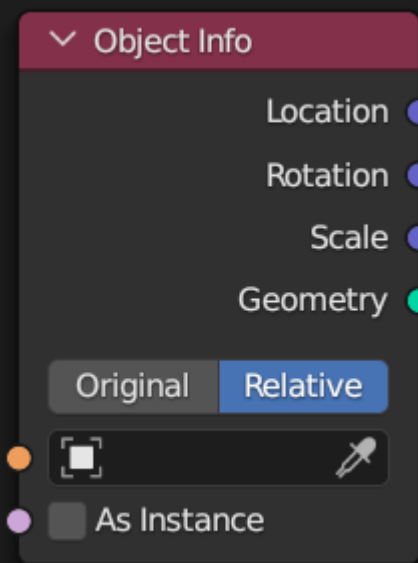 Object Info
Location
Rotation
Scale
Geometry
Original Relative
As Instance